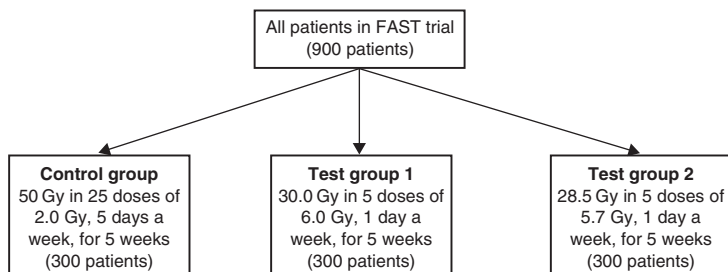 All patients in FAST trial
(900 patients)
Control group
50 Gy in 25 doses of
2.0 Gy, 5 days a
week, for 5 weeks
(300 patients)
Test group 1
30.0 Gy in 5 doses of
6.0 Gy, 1 day a
week, for 5 weeks
(300 patients)
Test group 2
28.5 Gy in 5 doses of
5.7 Gy, 1 day a
week, for 5 weeks
(300 patients)